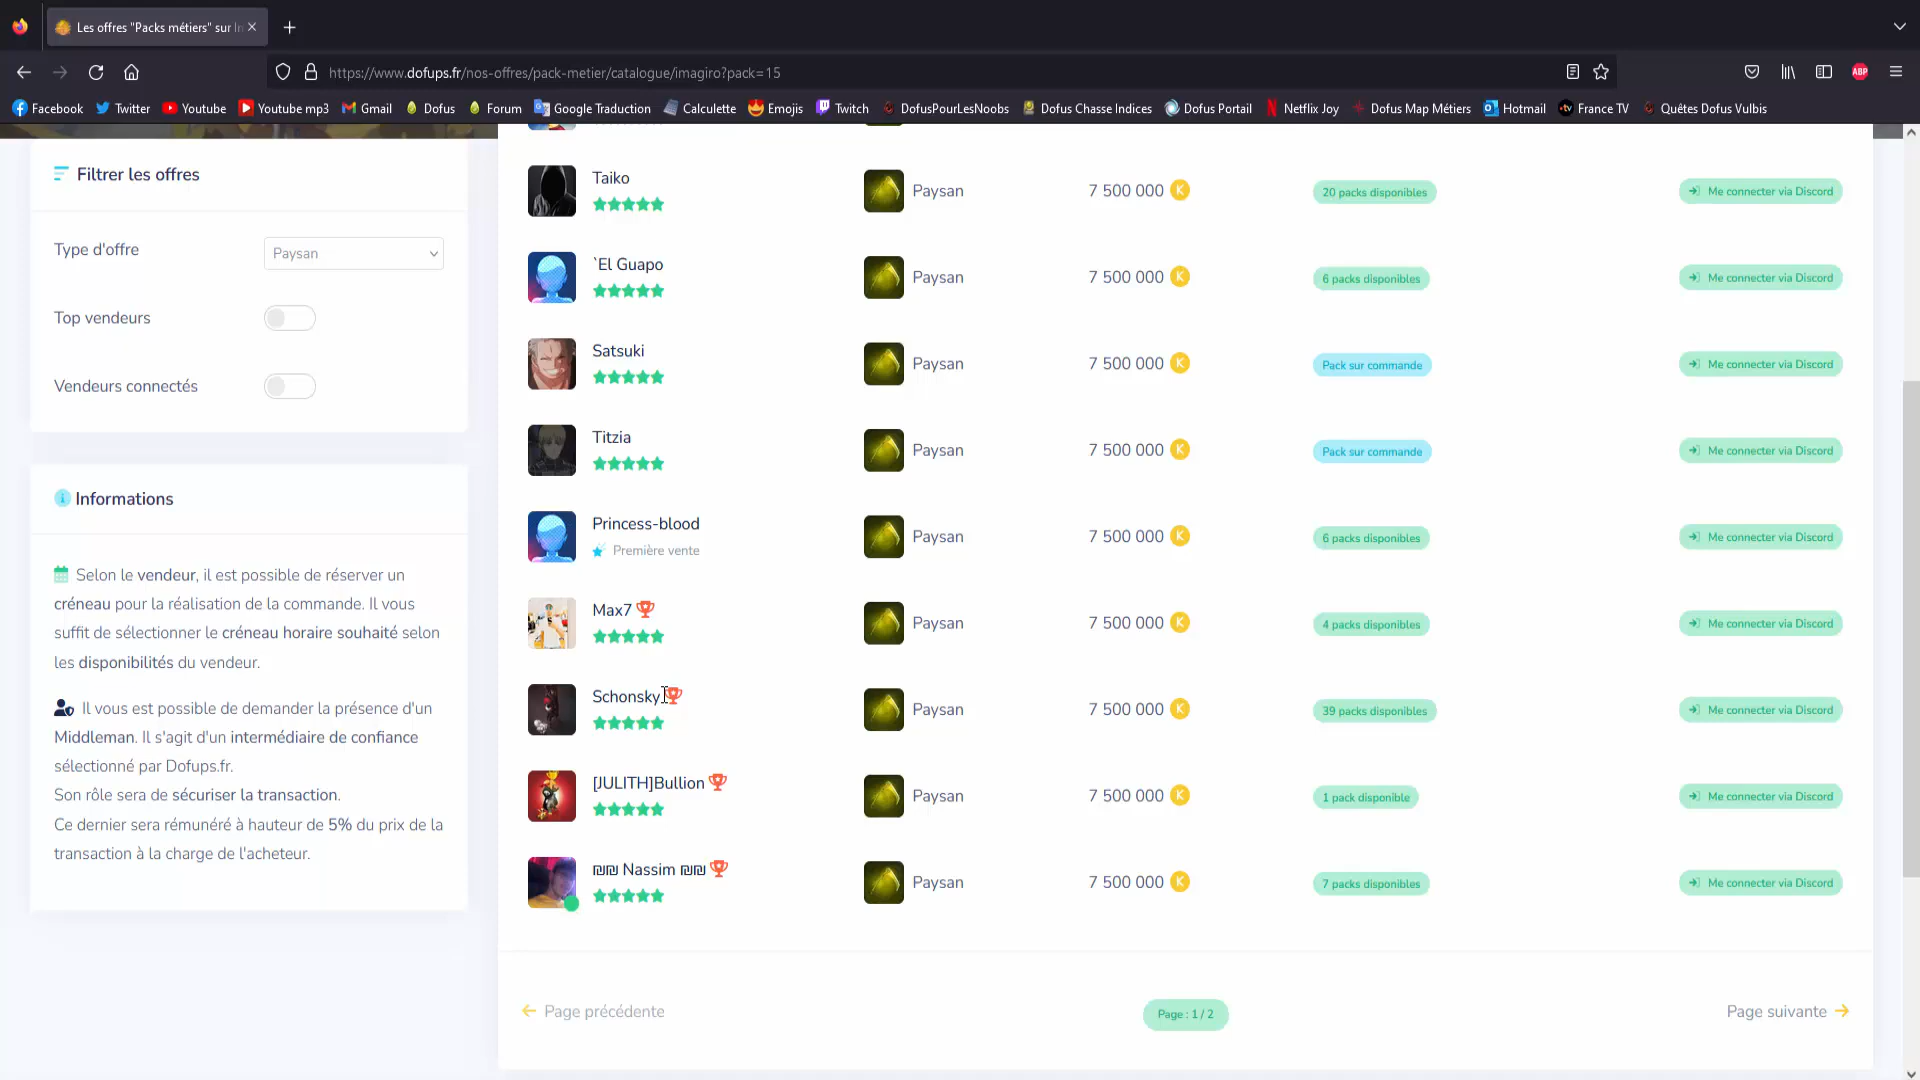 Les offres "Packs métiers" sur
https://www.dofups.fr/nos-offres/pack-metier/catalogue/imagiro?pack=15
ABP
Facebook Twitter Youtube Youtube mp3 Gmail Dofus Forum Google Traduction Calculette Emojis Twitch DofusPourLesNoobs Dofus Chasse Indices Dofus Portail Netflix Joy Dofus Map Métiers Hotmail France TV Quêtes Dofus Vulbis
Filtrer les offres
Type d'offre Paysan
Top vendeurs
Vendeurs connectés
Informations
Selon le vendeur, il est possible de réserver un
créneau pour la réalisation de la commande. Il vous
suffit de sélectionner le créneau horaire souhaité selon
les disponibilités du vendeur.
Il vous est possible de demander la présence d'un
Middleman. Il s'agit d'un intermédiaire de confiance
sélectionné par Dofups.fr.
Son rôle sera de sécuriser la transaction.
Ce dernier sera rémunéré à hauteur de 5% du prix de la
transaction à la charge de l'acheteur.
Taiko
Paysan 7 500 000 K 20 packs disponibles Me connecter via Discord
`El Guapo
Paysan 7 500 000 K 6 packs disponibles Me connecter via Discord
Satsuki
Paysan 7 500 000 K Pack sur commande Me connecter via Discord
Titzia
Paysan 7 500 000 K Pack sur commande Me connecter via Discord
Princess-blood
Première vente
Paysan 7 500 000 K 6 packs disponibles Me connecter via Discord
Max7
Paysan 7 500 000 K 4 packs disponibles Me connecter via Discord
Schonsky
Paysan 7 500 000 K 39 packs disponibles Me connecter via Discord
[JULITH]Bullion
Paysan 7 500 000 K 1 pack disponible Me connecter via Discord
₪₪ Nassim ₪₪
Paysan 7 500 000 K 7 packs disponibles Me connecter via Discord
Page précédente Page : 1 / 2 Page suivante